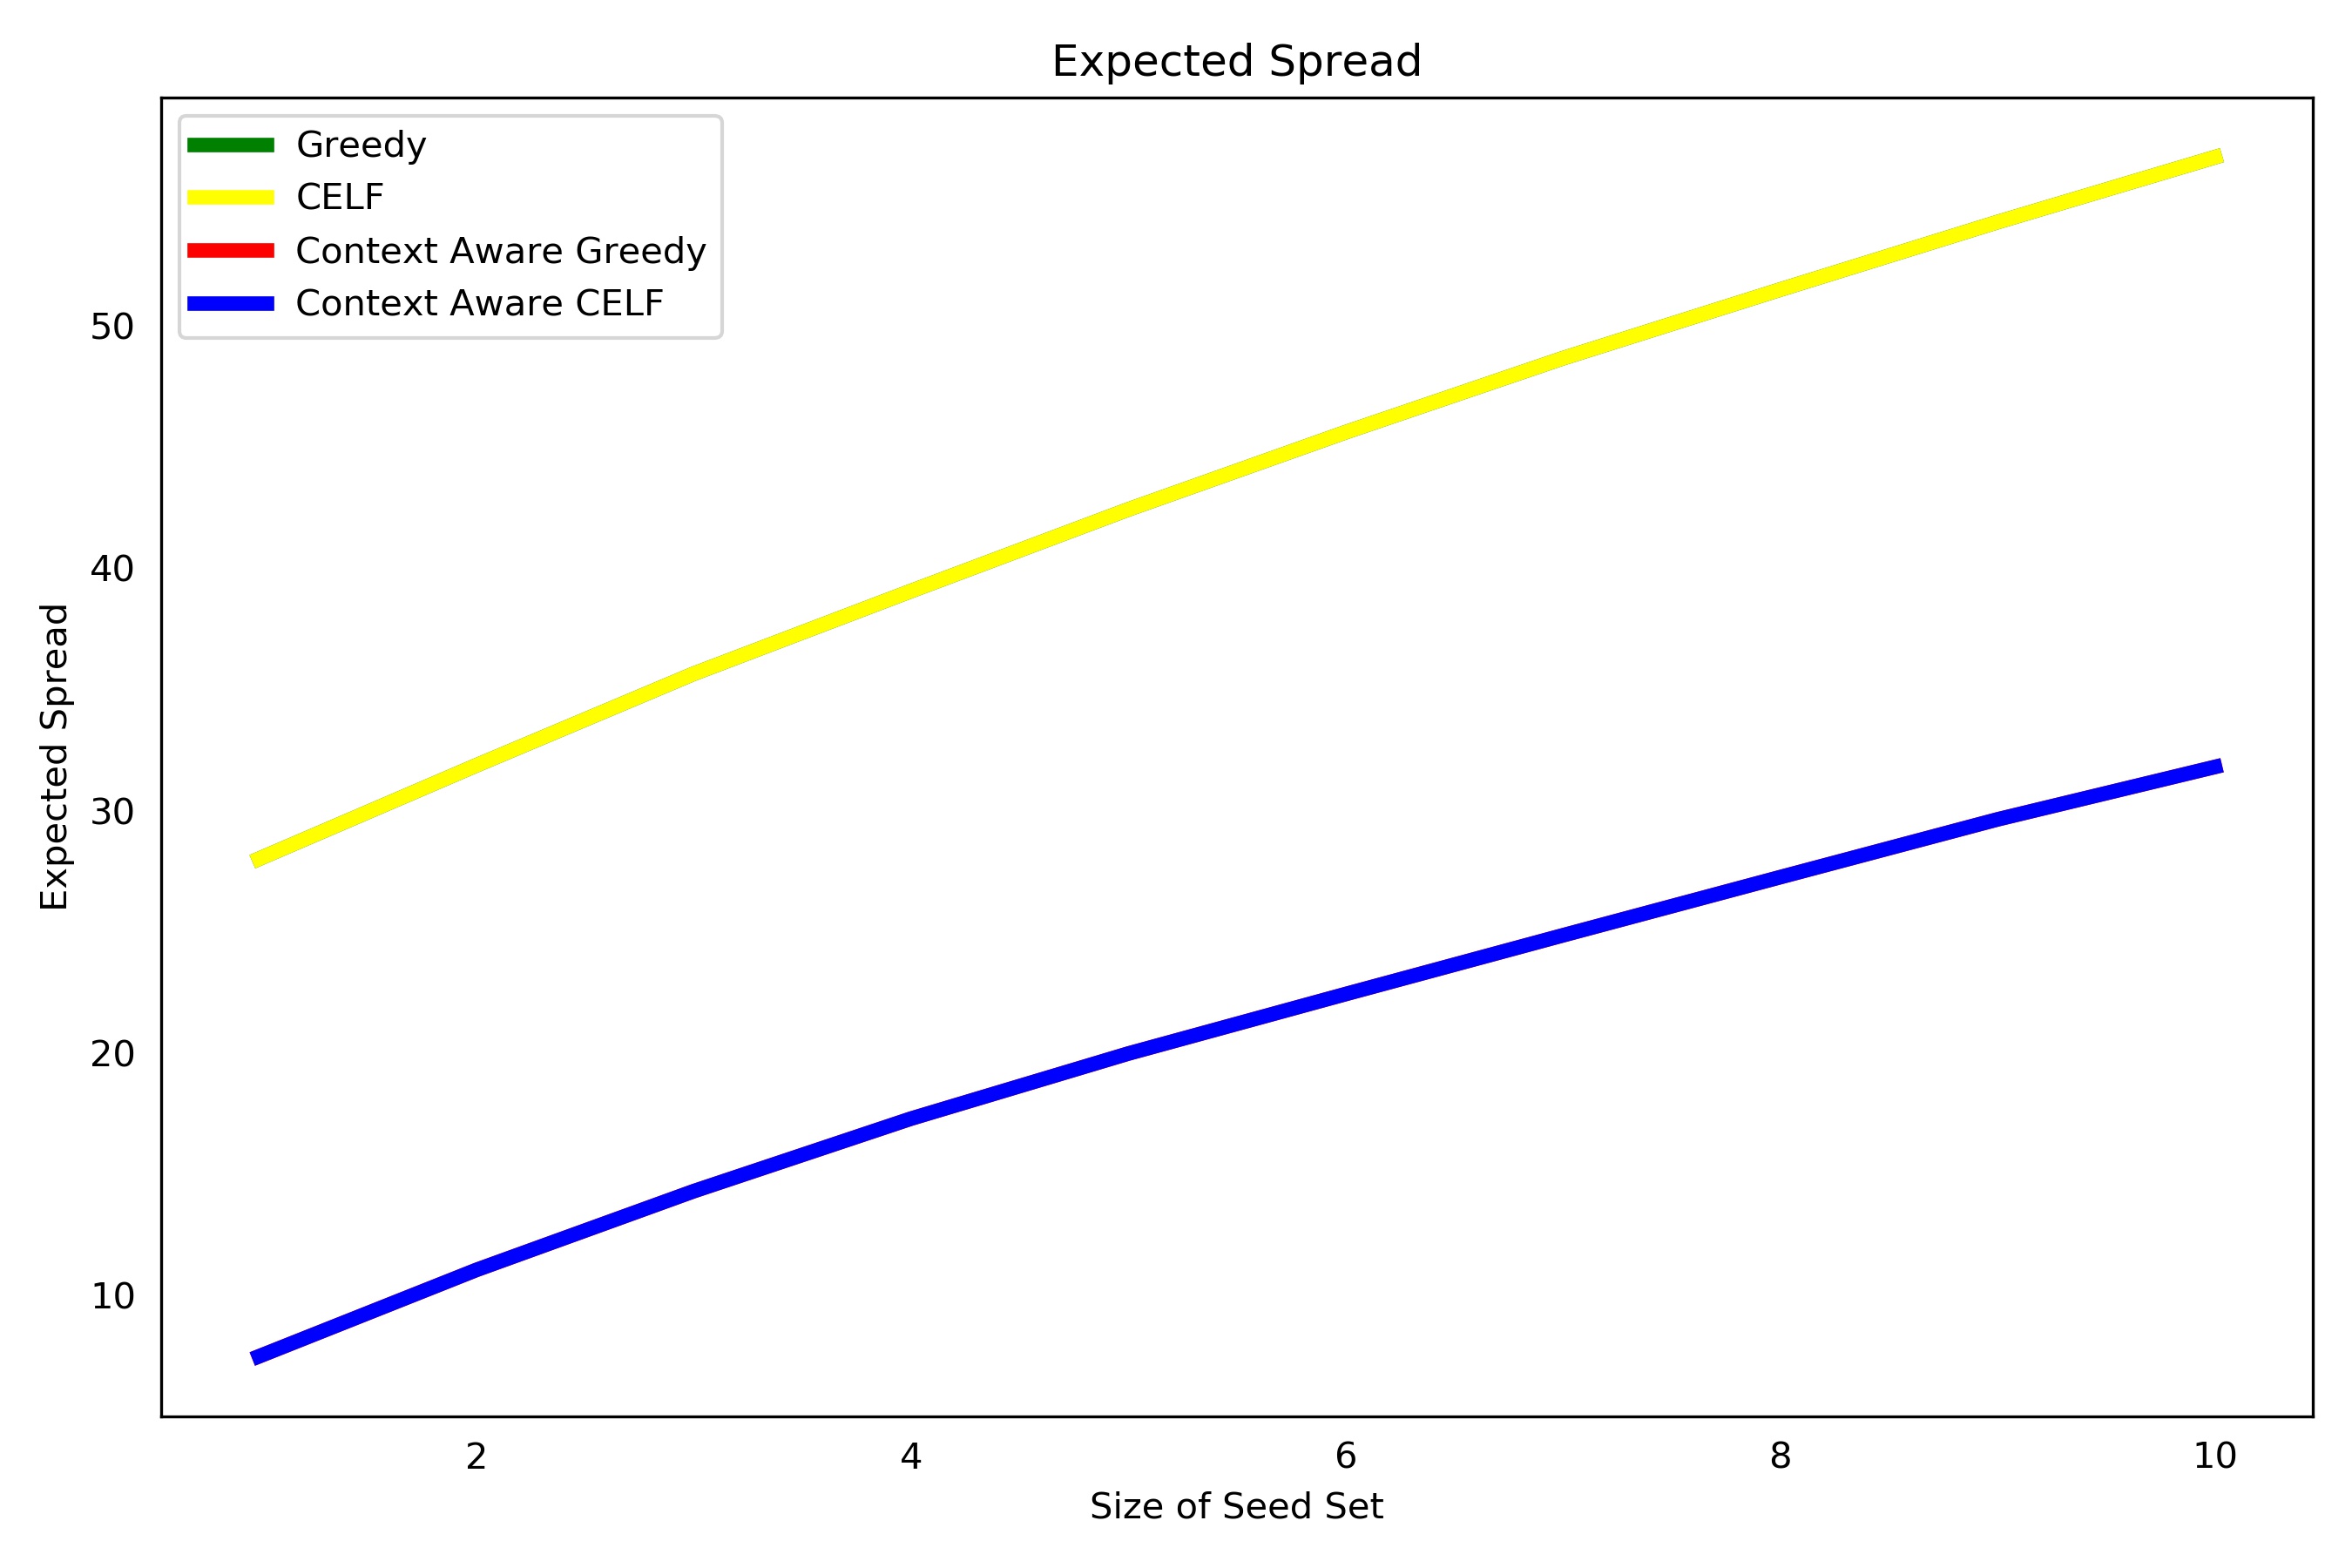 Expected Spread
Greedy
CELF
Context Aware Greedy
Context Aware CELF
50
40
30
20
10
Expected Spread
2 4 6 8 10
Size of Seed Set